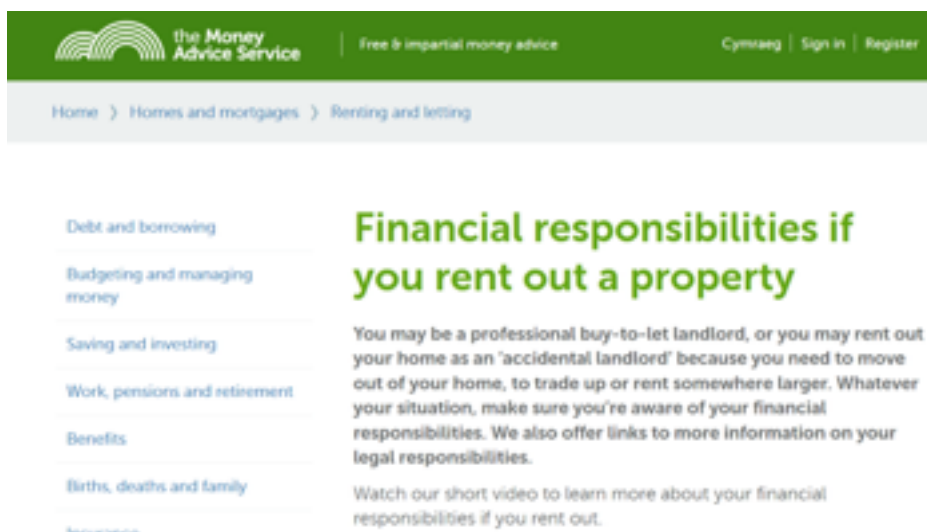 the Money
Advice Service
Free & impartial money advice
Cymraeg | Sign in | Register
Home > Homes and mortgages > Renting and letting
Debt and borrowing
Budgeting and managing
money
Saving and investing
Work, pensions and retirement
Benefits
Births, deaths and family
Insurance
Financial responsibilities if
you rent out a property
You may be a professional buy-to-let landlord, or you may rent out
your home as an 'accidental landlord' because you need to move
out of your home, to trade up or rent somewhere larger. Whatever
your situation, make sure you're aware of your financial
responsibilities. We also offer links to more information on your
legal responsibilities.
Watch our short video to learn more about your financial
responsibilities if you rent out.